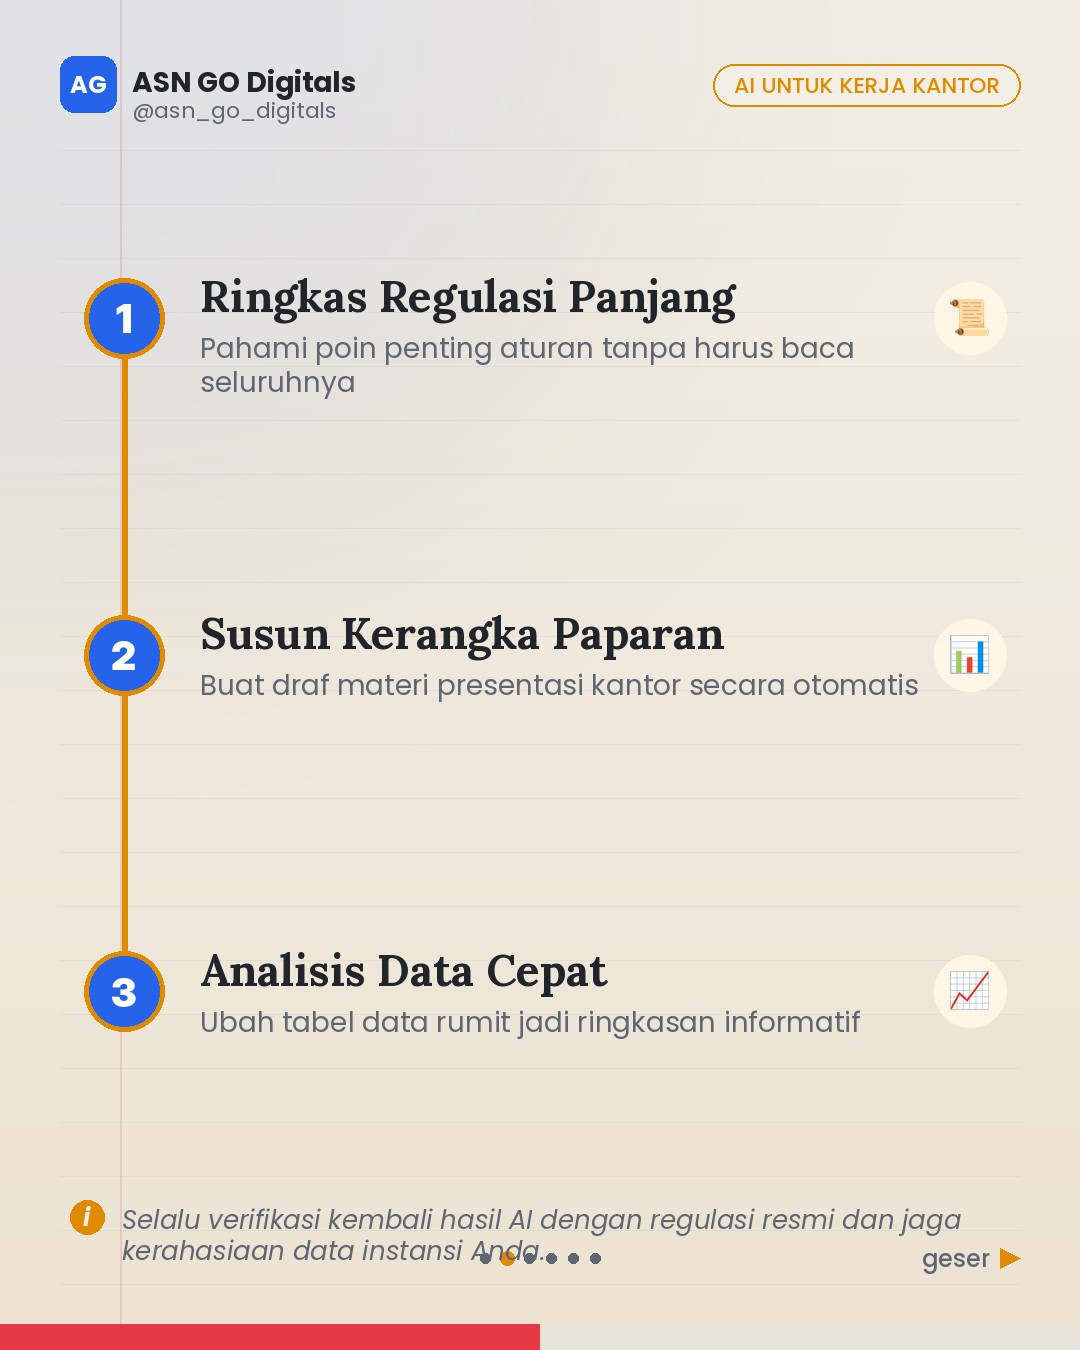 AG
ASN GO Digitals
@asn_go_digitals
AI UNTUK KERJA KANTOR
1
Ringkas Regulasi Panjang
Pahami poin penting aturan tanpa harus baca
seluruhnya
2
Susun Kerangka Paparan
Buat draf materi presentasi kantor secara otomatis
3
Analisis Data Cepat
Ubah tabel data rumit jadi ringkasan informatif
i
Selalu verifikasi kembali hasil AI dengan regulasi resmi dan jaga
kerahasiaan data instansi Anda.
geser